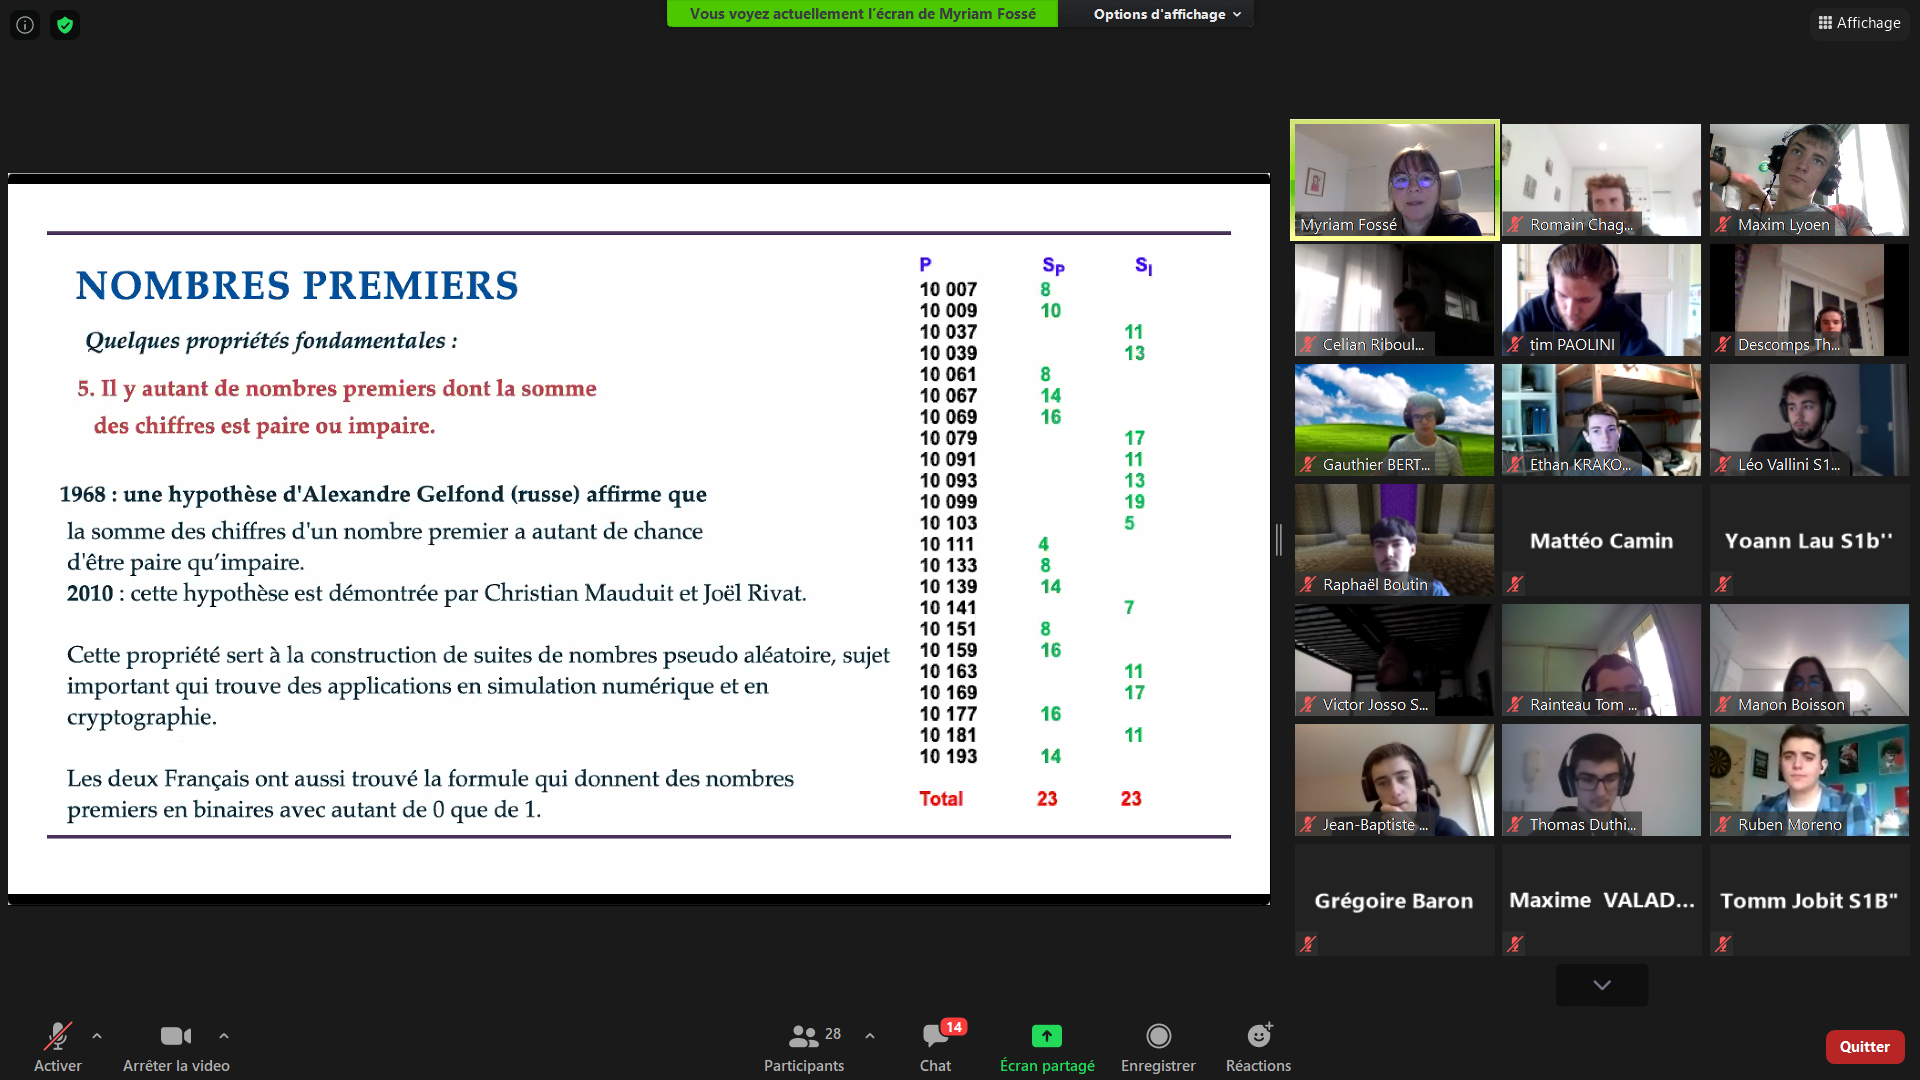 Vous voyez actuellement l'écran de Myriam Fossé
Options d'affichage
Affichage
NOMBRES PREMIERS
Quelques propriétés fondamentales :
5. Il y autant de nombres premiers dont la somme
des chiffres est paire ou impaire.
1968 : une hypothèse d'Alexandre Gelfond (russe) affirme que
la somme des chiffres d'un nombre premier a autant de chance
d'être paire qu'impaire.
2010 : cette hypothèse est démontrée par Christian Mauduit et Joël Rivat.
Cette propriété sert à la construction de suites de nombres pseudo aléatoire, sujet
important qui trouve des applications en simulation numérique et en
cryptographie.
Les deux Français ont aussi trouvé la formule qui donnent des nombres
premiers en binaires avec autant de 0 que de 1.
P SP SI
10 007 8
10 009 10
10 037 11
10 039 13
10 061 8
10 067 14
10 069 16
10 079 17
10 091 11
10 093 13
10 099 19
10 103 5
10 111 4
10 133 8
10 139 14
10 141 7
10 151 8
10 159 16
10 163 11
10 169 17
10 177 16
10 181 11
10 193 14
Total 23 23
Myriam Fossé
Romain Chag...
Maxim Lyoen
Celian Riboul...
tim PAOLINI
Descomps Th...
Gauthier BERT...
Ethan KRAKO...
Léo Vallini S1...
Raphaël Boutin
Mattéo Camin
Yoann Lau S1b''
Victor Josso S...
Rainteau Tom ...
Manon Boisson
Jean-Baptiste ...
Thomas Duthi...
Ruben Moreno
Grégoire Baron
Maxime VALAD...
Tomm Jobit S1B"
Activer
Arrêter la video
28
Participants
14
Chat
Écran partagé
Enregistrer
Réactions
Quitter